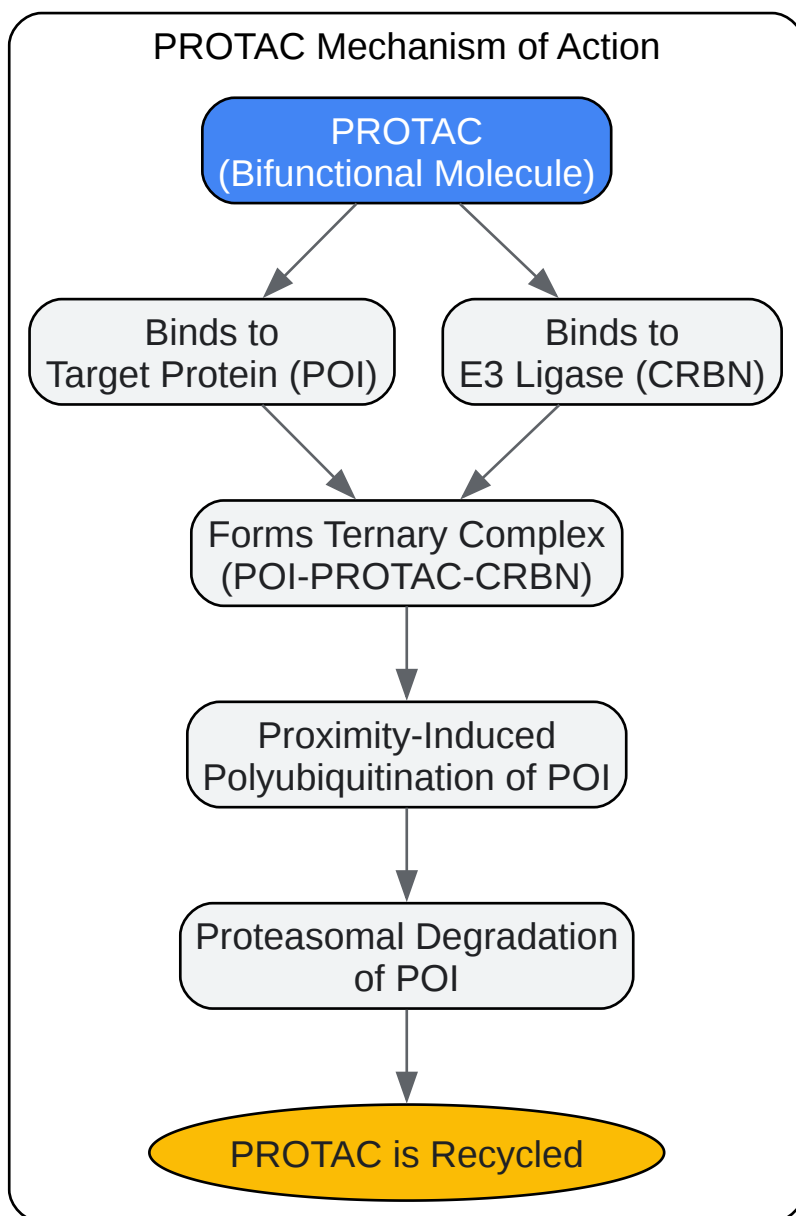 PROTAC Mechanism of Action
PROTAC
(Bifunctional Molecule)
Binds to
Target Protein (POI)
Binds to
E3 Ligase (CRBN)
Forms Ternary Complex
(POI-PROTAC-CRBN)
Proximity-Induced
Polyubiquitination of POI
Proteasomal Degradation
of POI
PROTAC is Recycled